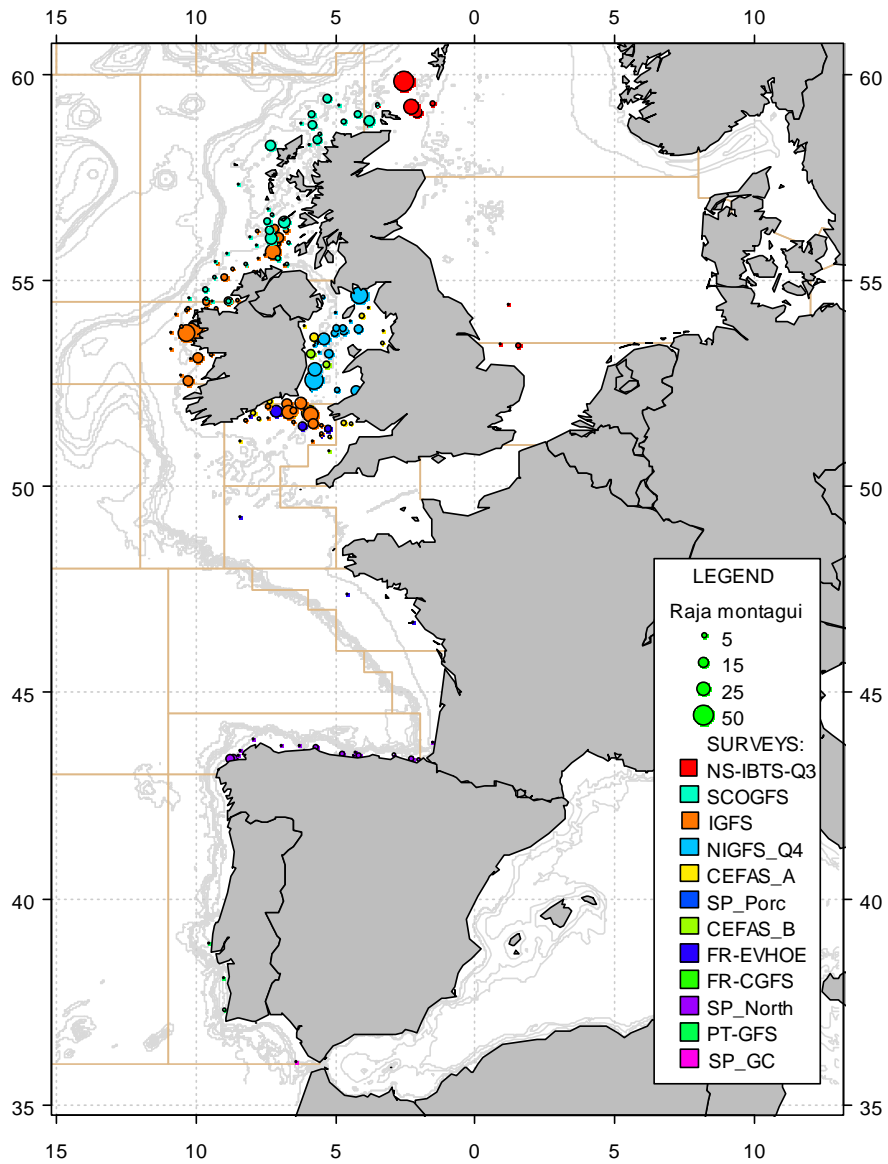 15 10 5 0 5 10
60 60
55 55
50 50
LEGEND
Raja montagui
5
15
45 45
25
50
SURVEYS:
NS-IBTS-Q3
SCOGFS
IGFS
NIGFS_Q4
CEFAS_A
40 40
SP_Porc
CEFAS_B
FR-EVHOE
FR-CGFS
SP_North
PT-GFS
SP_GC
35 35
15 10 5 0 5 10